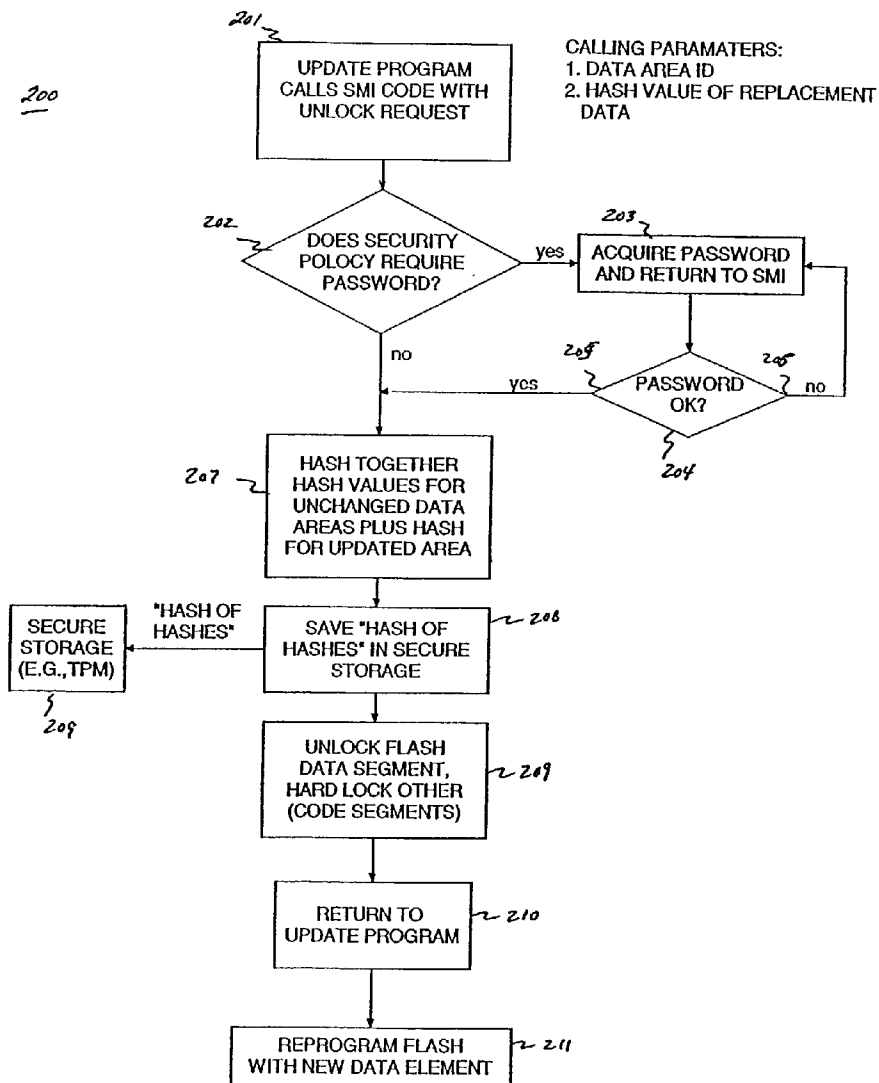 201
200
UPDATE PROGRAM
CALLS SMI CODE WITH
UNLOCK REQUEST
CALLING PARAMATERS:
1. DATA AREA ID
2. HASH VALUE OF REPLACEMENT
DATA
202
DOES SECURITY
POLOCY REQUIRE
PASSWORD?
yes
203
ACQUIRE PASSWORD
AND RETURN TO SMI
no
yes
205
PASSWORD
OK?
no
204
207
HASH TOGETHER
HASH VALUES FOR
UNCHANGED DATA
AREAS PLUS HASH
FOR UPDATED AREA
SECURE
STORAGE
(E.G.,TPM)
209
"HASH OF
HASHES"
SAVE "HASH OF
HASHES" IN SECURE
STORAGE
208
UNLOCK FLASH
DATA SEGMENT,
HARD LOCK OTHER
(CODE SEGMENTS)
209
RETURN TO
UPDATE PROGRAM
210
REPROGRAM FLASH
WITH NEW DATA ELEMENT
211